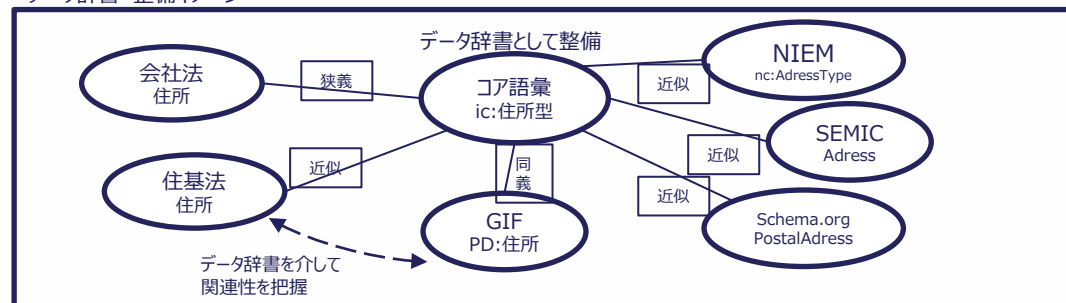 データ辞書として整備
会社法
住所
狭義
コア語彙
ic:住所型
近似
NIEM
nc:AdressType
近似
SEMIC
Adress
住基法
住所
近似
同
義
近似
Schema.org
PostalAdress
GIF
PD:住所
データ辞書を介して
関連性を把握